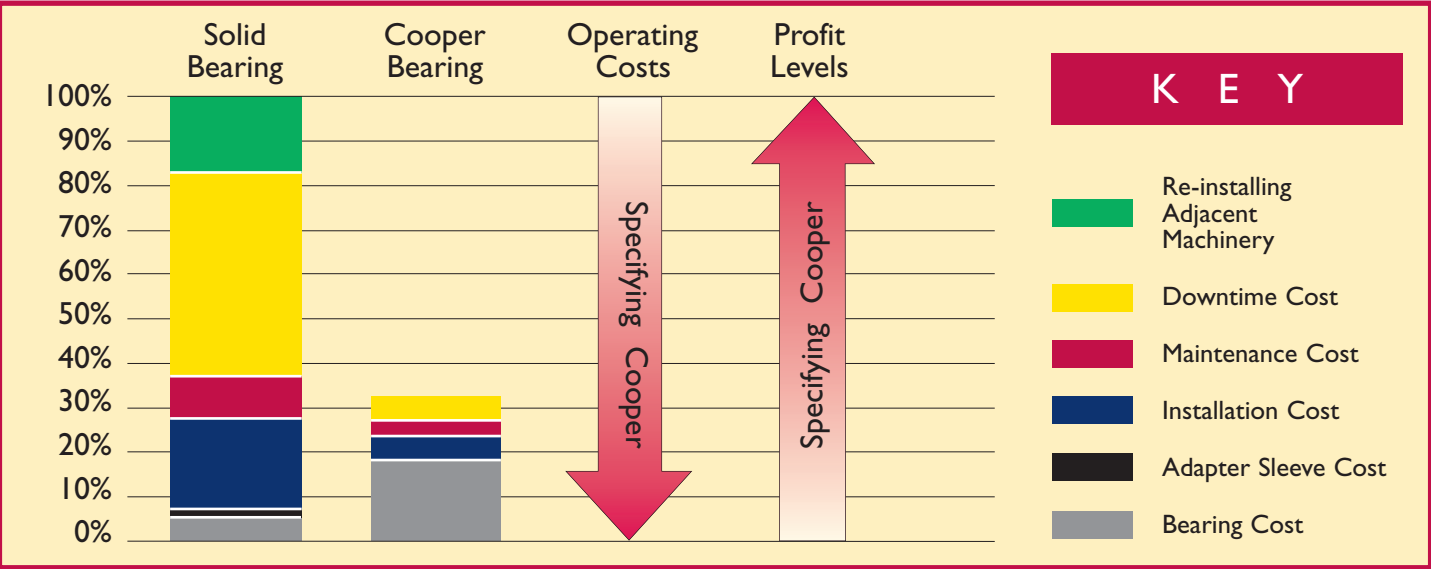 Solid
Bearing
Cooper
Bearing
Operating
Costs
Profit
Levels
100%
90%
80%
70%
60%
50%
40%
30%
20%
10%
0%
Specifying Cooper
Specifying Cooper
KEY
Re-installing
Adjacent
Machinery
Downtime Cost
Maintenance Cost
Installation Cost
Adapter Sleeve Cost
Bearing Cost